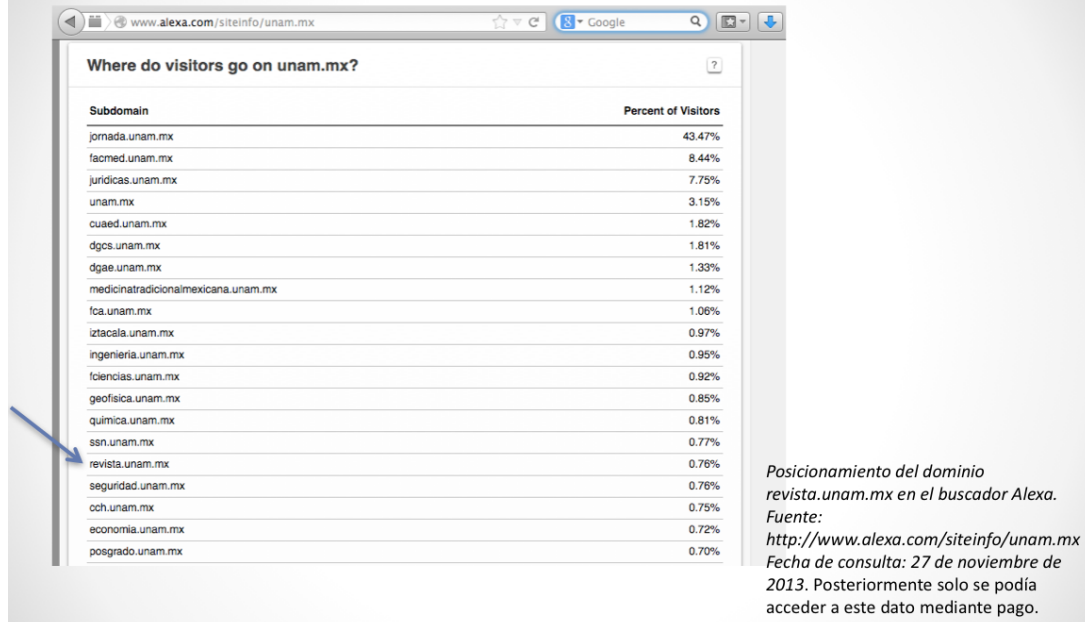 www.alexa.com/siteinfo/unam.mx
8 Google
Where do visitors go on unam.mx?
?
Subdomain Percent of Visitors
jornada.unam.mx 43.47%
facmed.unam.mx 8.44%
juridicas.unam.mx 7.75%
unam.mx 3.15%
cuaed.unam.mx 1.82%
dgcs.unam.mx 1.81%
dgae.unam.mx 1.33%
medicinatradicionalmexicana.unam.mx 1.12%
fca.unam.mx 1.06%
iztacala.unam.mx 0.97%
ingenieria.unam.mx 0.95%
fciencias.unam.mx 0.92%
geofisica.unam.mx 0.85%
quimica.unam.mx 0.81%
ssn.unam.mx 0.77%
revista.unam.mx 0.76%
seguridad.unam.mx 0.76%
cch.unam.mx 0.75%
economia.unam.mx 0.72%
posgrado.unam.mx 0.70%
Posicionamiento del dominio
revista.unam.mx en el buscador Alexa.
Fuente:
http://www.alexa.com/siteinfo/unam.mx
Fecha de consulta: 27 de noviembre de
2013. Posteriormente solo se podía
acceder a este dato mediante pago.